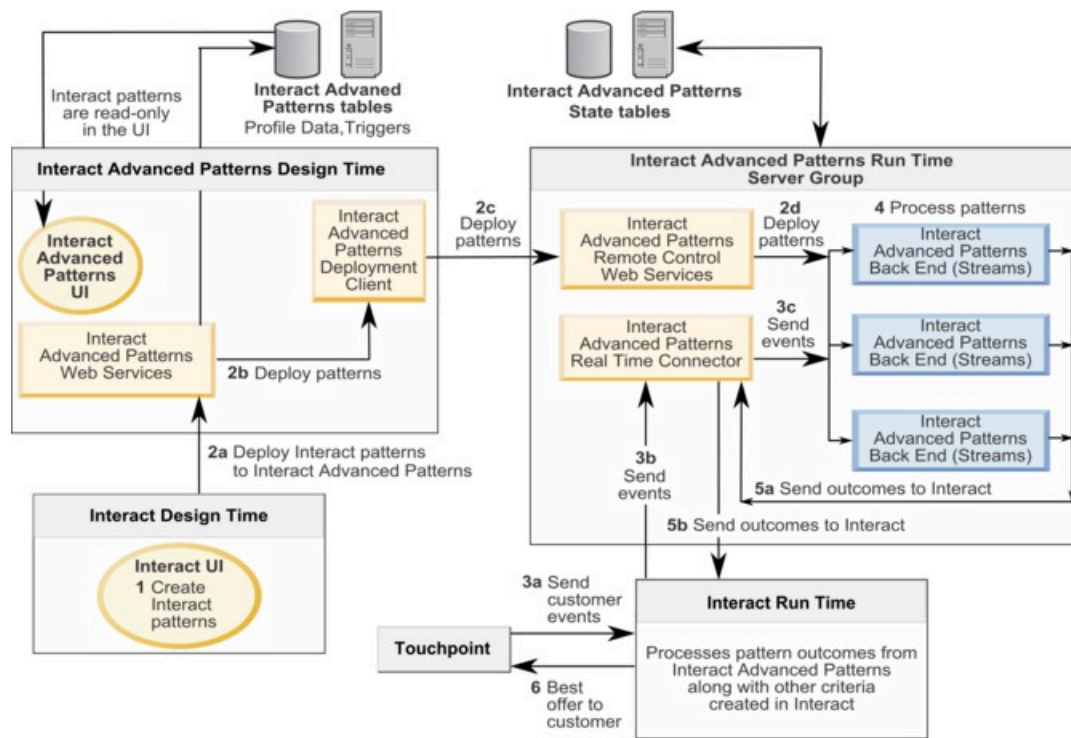 Interact Advaned
Patterns tables
Profile Data,Triggers
Interact Advanced Patterns
State tables
Interact patterns
are read-only
in the UI
Interact Advanced Patterns Design Time
Interact
Advanced
Patterns
UI
Interact
Advanced
Patterns
Deployment
Client
Interact
Advanced Patterns
Web Services
2b Deploy patterns
2c
Deploy
patterns
Interact Advanced Patterns Run Time
Server Group
Interact
Advanced Patterns
Remote Control
Web Services
2d
Deploy
patterns
4 Process patterns
Interact
Advanced Patterns
Back End (Streams)
Interact
Advanced Patterns
Real Time Connector
3c
Send
events
Interact
Advanced Patterns
Back End (Streams)
Interact
Advanced Patterns
Back End (Streams)
2a Deploy Interact patterns
to Interact Advanced Patterns
3b
Send
events
5a Send outcomes to Interact
5b Send outcomes to Interact
Interact Design Time
Interact UI
1 Create
Interact
patterns
3a Send
customer
events
Touchpoint
6 Best
offer to
customer
Interact Run Time
Processes pattern outcomes from
Interact Advanced Patterns
along with other criteria
created in Interact